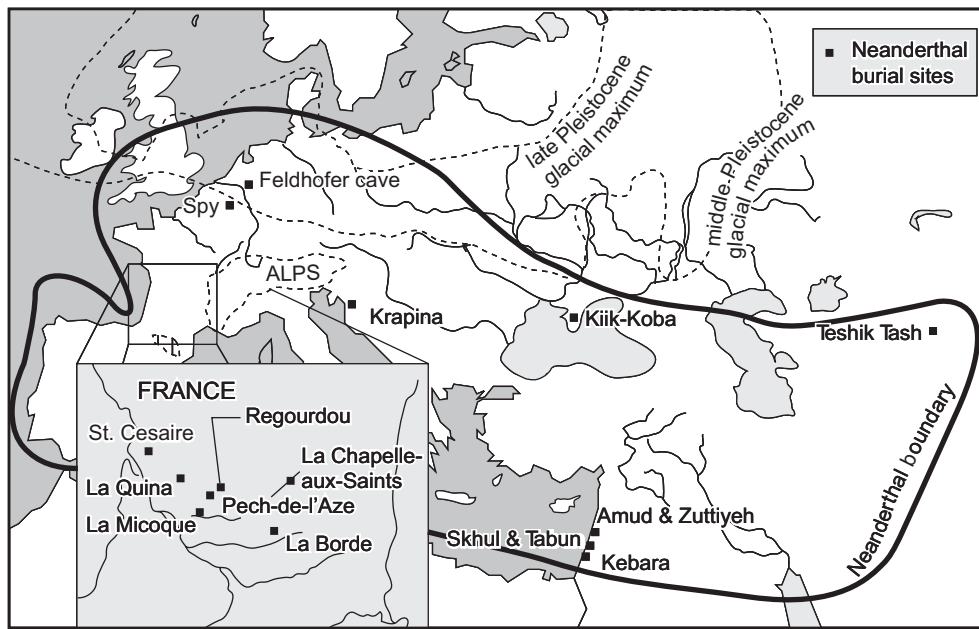 Neanderthal
burial sites
late Pleistocene
glacial maximum
middle-Pleistocene
glacial maximum
Feldhofer cave
Spy
ALPS
Krapina
Kiik-Koba
Teshik Tash
FRANCE
Regourdou
St. Cesaire
La Chapelle-
aux-Saints
La Quina
Pech-de-l'Aze
La Micoque
La Borde
Amud & Zuttiyeh
Skhul & Tabun
Kebara
Neanderthal boundary